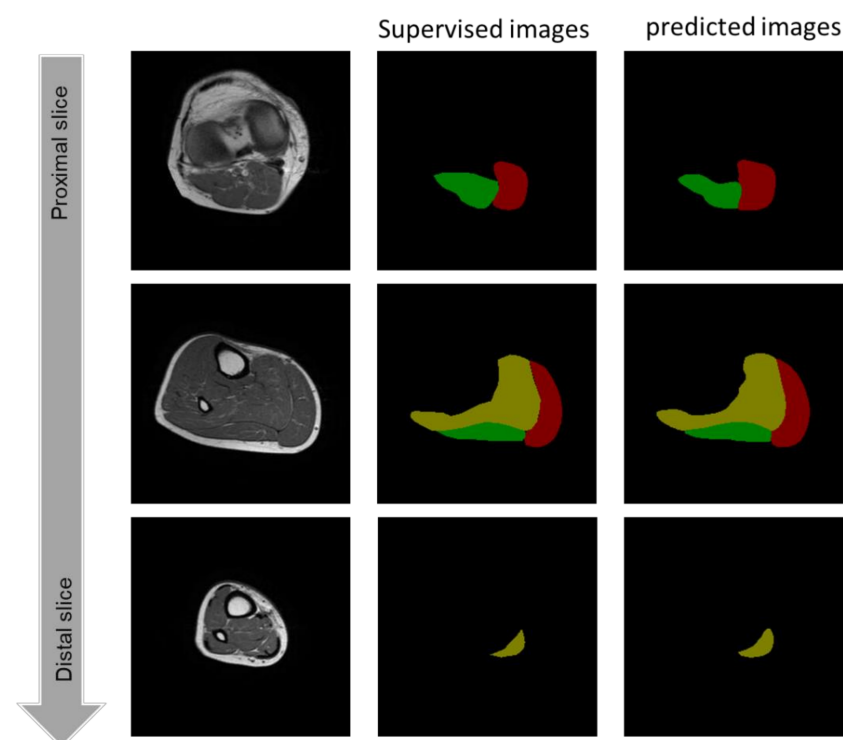 Supervised images
predicted images
Proximal slice
Distal slice